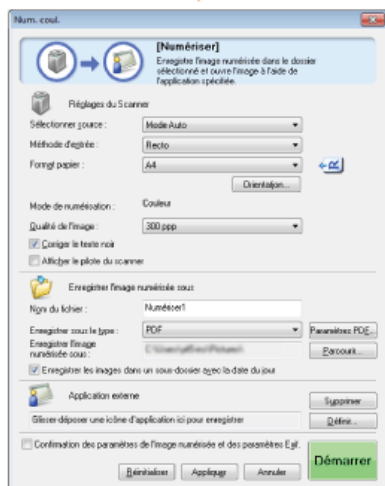 Num. coul.
[Numériser]
Enregistre l'image numérisée dans le dossier
sélectionné et ouvre l'image à l'aide de
l'application spécifiée.
Réglages du Scanner
Sélectionner source : Mode Auto
Méthode d'entrée : Recto
Format papier : A4
Orientation...
Mode de numérisation : Couleur
Qualité de l'image : 300 ppp
Corriger le texte noir
Afficher le pilote du scanner
Enregistrer l'image numérisée sous
Nom du fichier : Numériser1
Enregistrer sous le type : PDF Paramètres PDF...
Enregistrer l'image
numérisée sous : Parcourir...
Enregistrer les images dans un sous-dossier avec la date du jour
Application externe
Supprimer
Glisser-déposer une icône d'application ici pour enregistrer Définir...
Confirmation des paramètres de l'image numérisée et des paramètres Exif.
Réinitialiser Appliquer Annuler Démarrer